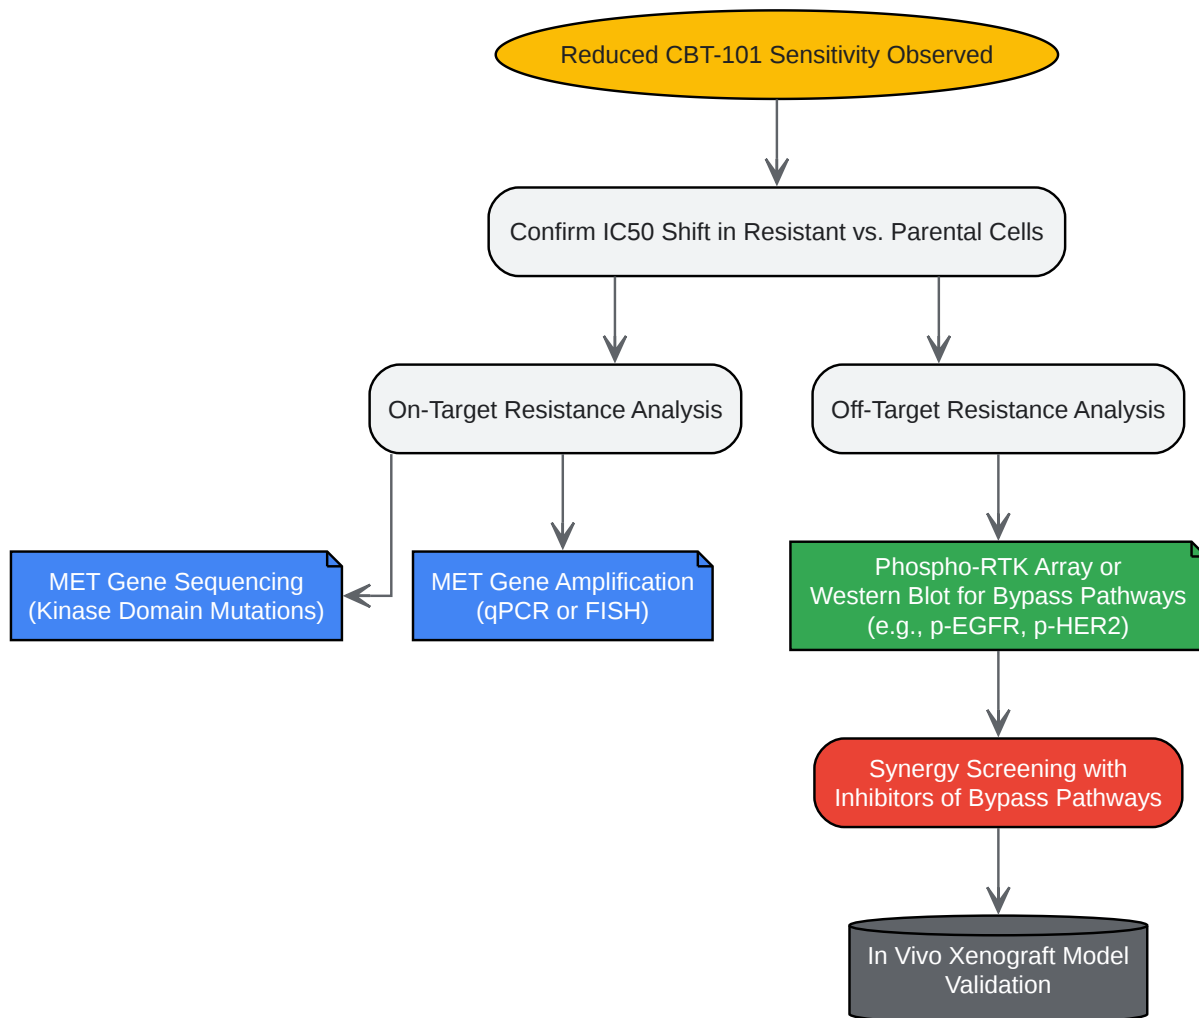 Reduced CBT-101 Sensitivity Observed
Confirm IC50 Shift in Resistant vs. Parental Cells
On-Target Resistance Analysis
Off-Target Resistance Analysis
MET Gene Sequencing
(Kinase Domain Mutations)
MET Gene Amplification
(qPCR or FISH)
Phospho-RTK Array or
Western Blot for Bypass Pathways
(e.g., p-EGFR, p-HER2)
Synergy Screening with
Inhibitors of Bypass Pathways
In Vivo Xenograft Model
Validation